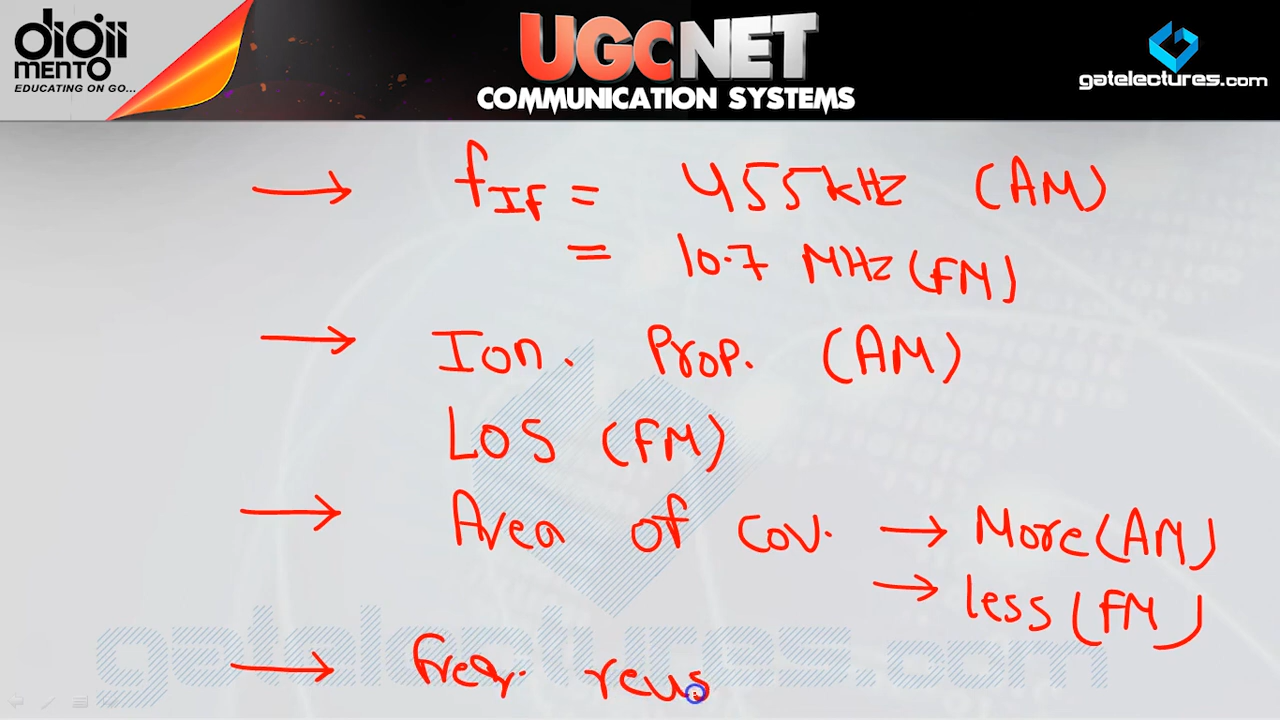 digii
MENTO
EDUCATING ON GO...
UGCNET
COMMUNICATION SYSTEMS
gatelectures.com
→ fIF = 455 kHz (AM)
= 10.7 MHz (FM)
→ Ion. Prop. (AM)
LOS (FM)
→ Area of cov. → More (AM)
→ less (FM)
gatelectures.com
→ freq. reus